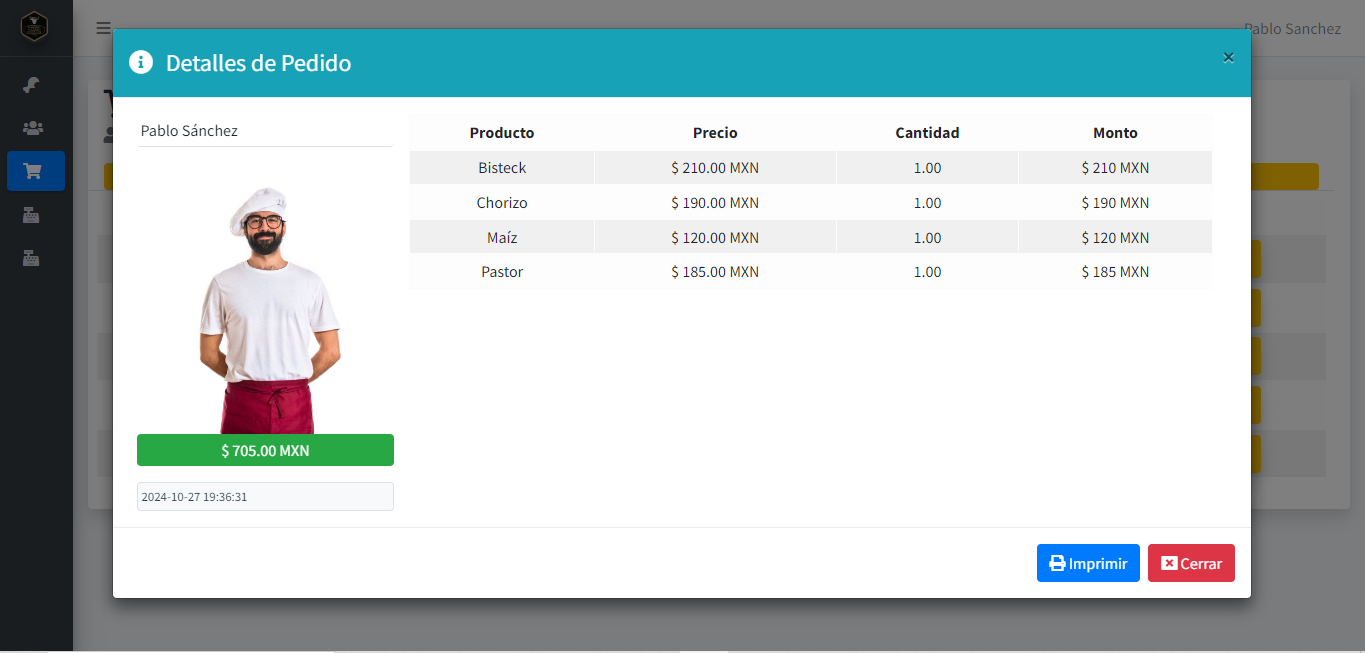 Pablo Sanchez
Detalles de Pedido
×
Pablo Sánchez
$ 705.00 MXN
2024-10-27 19:36:31
Producto Precio Cantidad Monto
Bisteck $ 210.00 MXN 1.00 $ 210 MXN
Chorizo $ 190.00 MXN 1.00 $ 190 MXN
Maíz $ 120.00 MXN 1.00 $ 120 MXN
Pastor $ 185.00 MXN 1.00 $ 185 MXN
Imprimir Cerrar